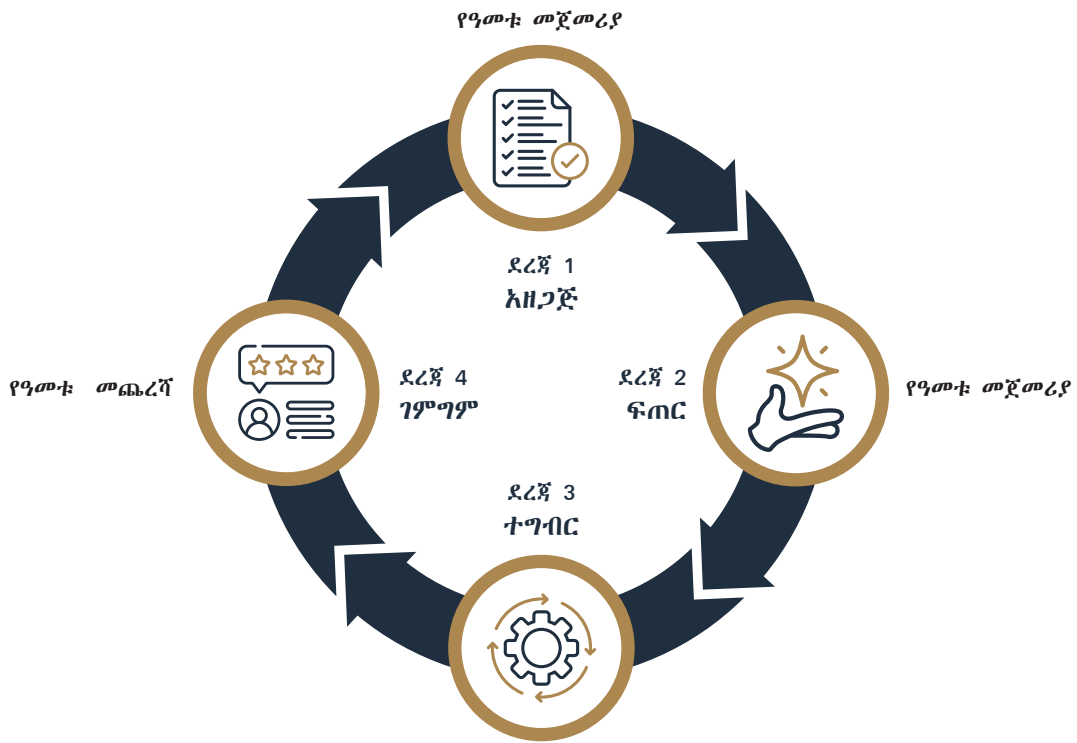 የዓመቱ መጀመሪያ
ደረጃ 1
አዘጋጅ
የዓመቱ መጨረሻ
ደረጃ 4
ገምግም
ደረጃ 2
ፍጠር
የዓመቱ መጀመሪያ
ደረጃ 3
ተግብር